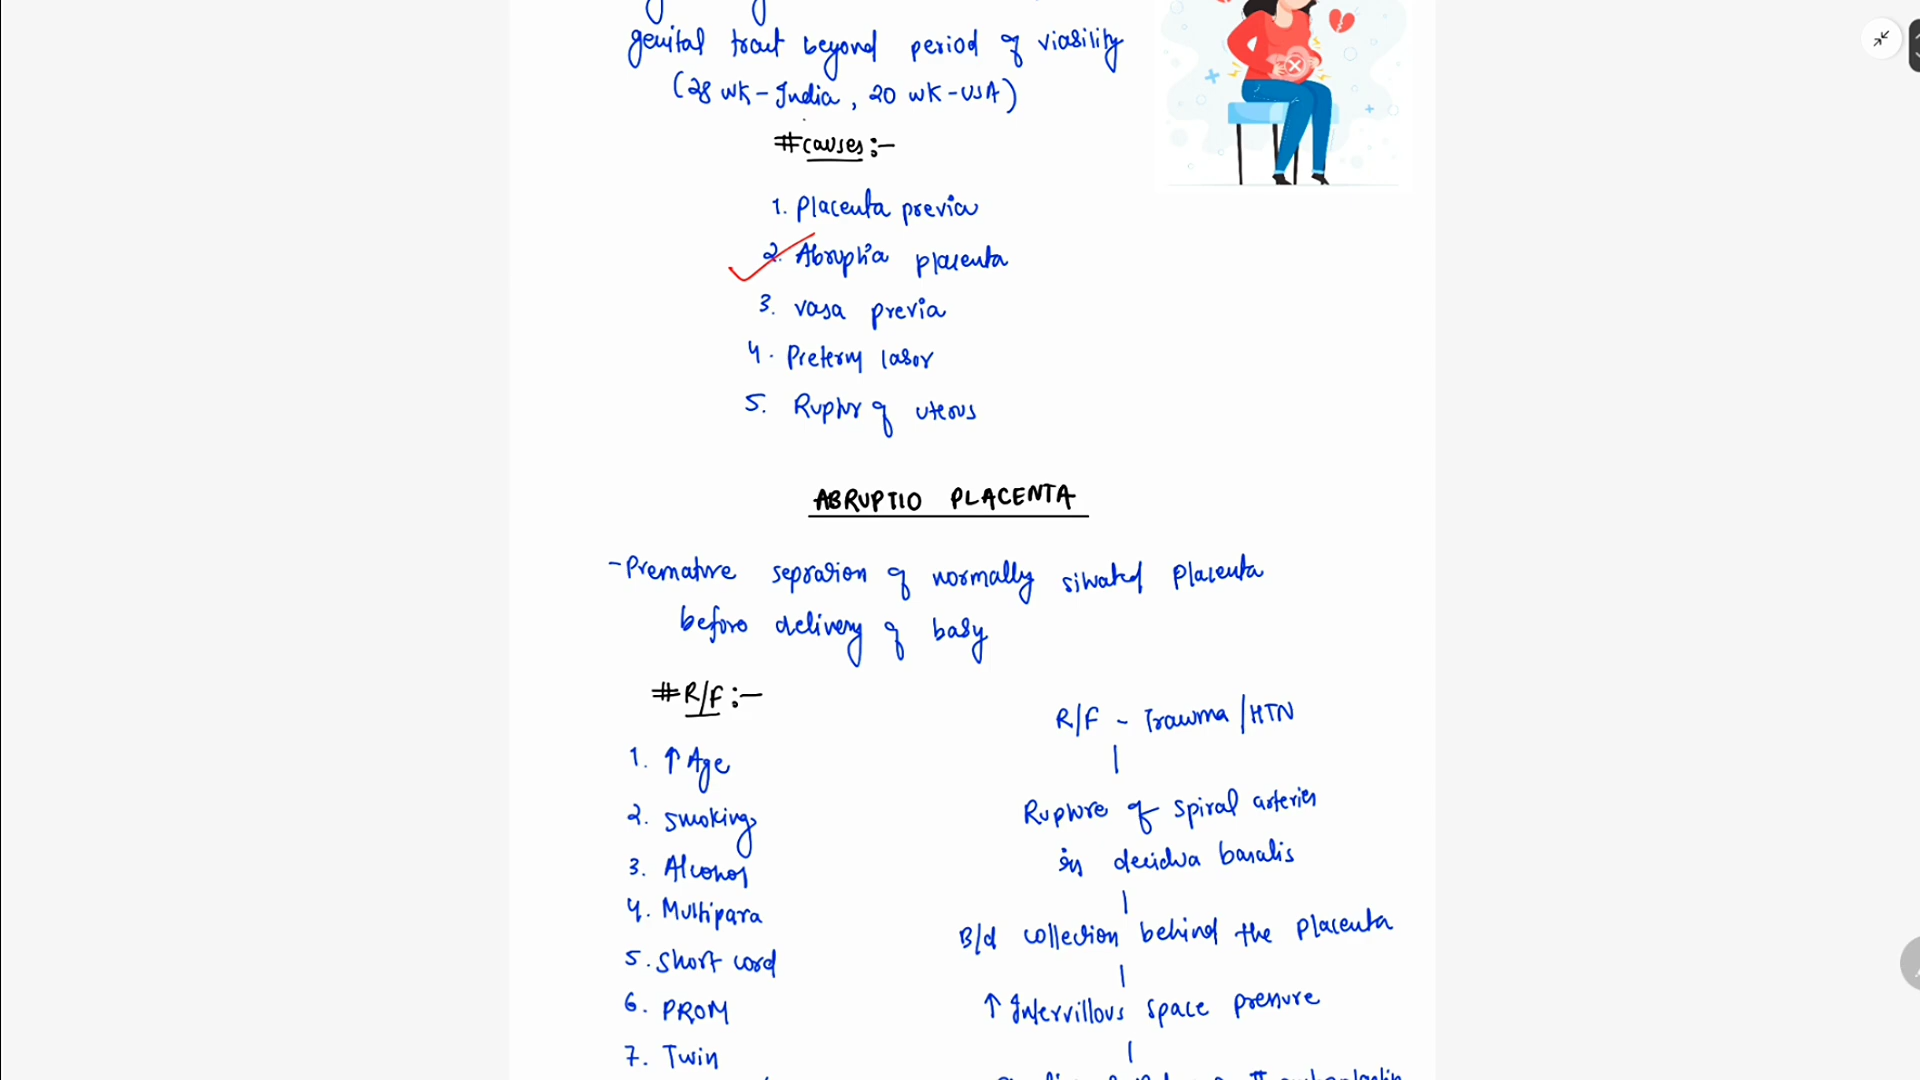 genital tract beyond period of viability
(28 wk - India, 20 wk - USA)
# causes :-
1. Placenta previa
2. Abruptia placenta
3. vasa previa
4. Preterm labor
5. Ruptur of uterus
ABRUPTIO PLACENTA
- Premature sepration of normally situated placenta
before delivery of baby
# R/F :-
1. ↑ Age
2. Smoking
3. Alcohol
4. Multipara
5. Short cord
6. PROM
7. Twin
R/F - Trauma / HTN
|
Rupture of spiral arteries
in decidua basalis
|
B/d collection behind the placenta
|
↑ Intervillous space pressure
|